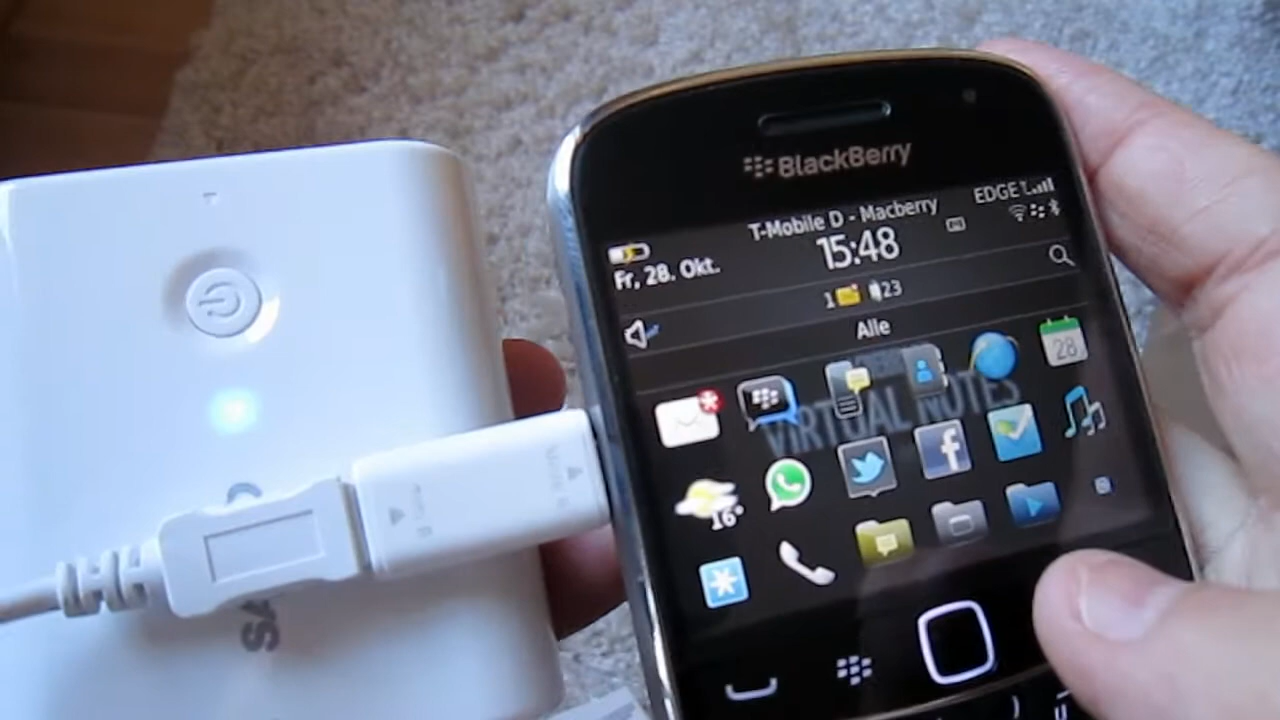 BlackBerry
EDGE
T-Mobile D - Macberry
15:48
Fr, 28. Okt.
1 23
Alle
28
VIRTUAL NOTES
16°